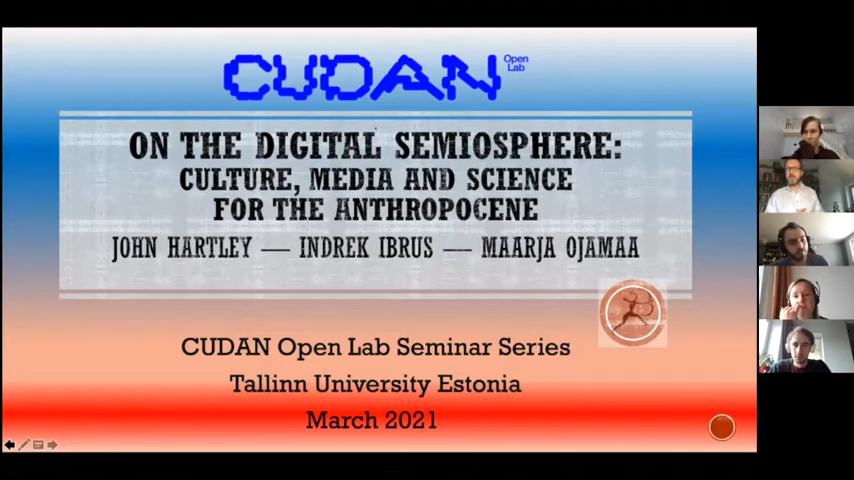 CUDAN Open
Lab
ON THE DIGITAL SEMIOSPHERE:
CULTURE, MEDIA AND SCIENCE
FOR THE ANTHROPOCENE
JOHN HARTLEY — INDREK IBRUS — MAARJA OJAMAA
CUDAN Open Lab Seminar Series
Tallinn University Estonia
March 2021